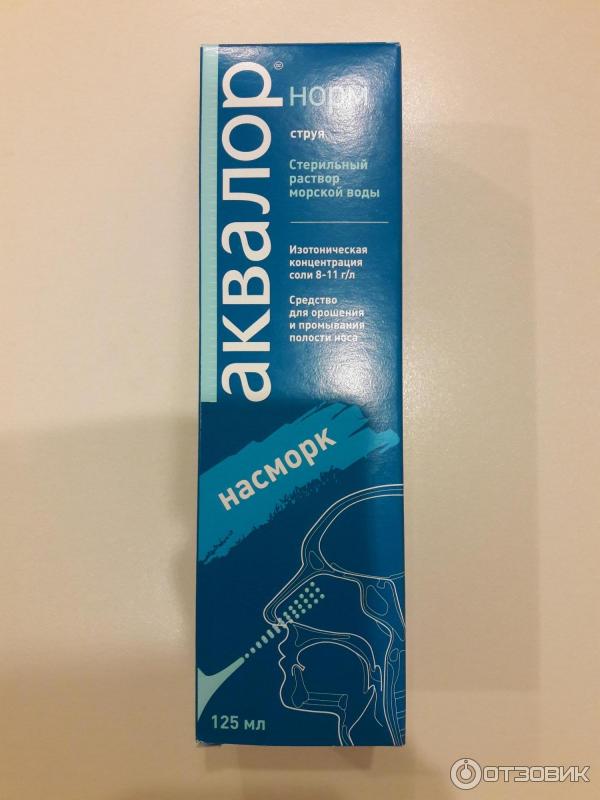 аквалор®
норм
струя
Стерильный
раствор
морской воды
Изотоническая
концентрация
соли 8-11 г/л
Средство
для орошения
и промывания
полости носа
насморк
125 мл
ОТЗОВИК